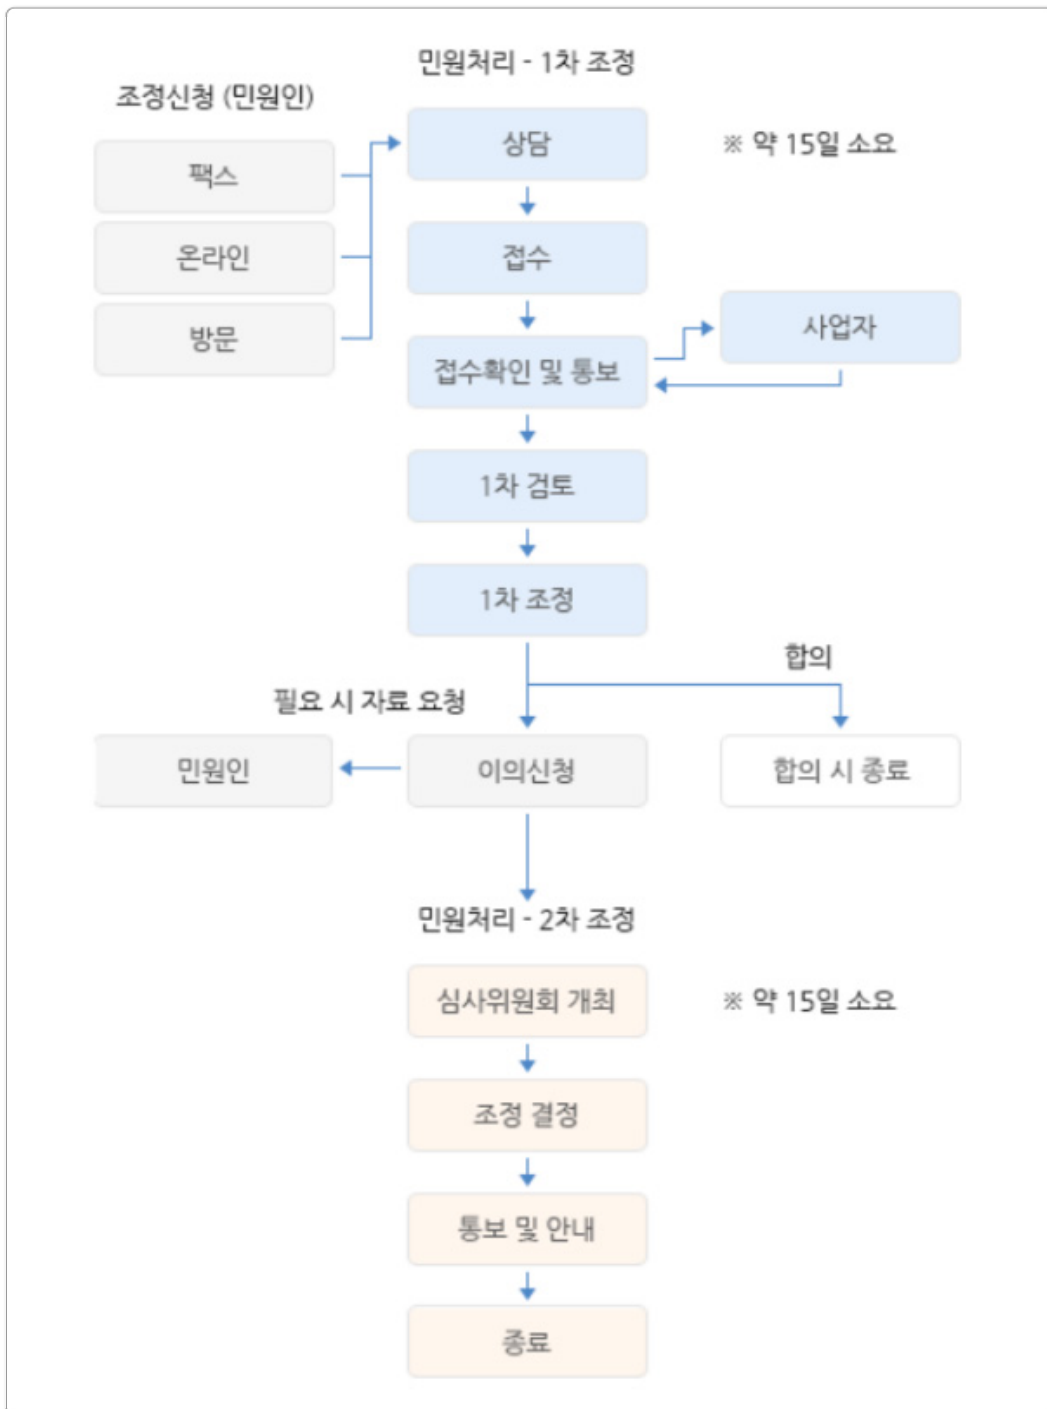 민원처리 - 1차 조정
조정신청 (민원인)
팩스
온라인
방문
상담
※ 약 15일 소요
접수
접수확인 및 통보
사업자
1차 검토
1차 조정
합의
필요 시 자료 요청
민원인
이의신청
합의 시 종료
민원처리 - 2차 조정
심사위원회 개최
※ 약 15일 소요
조정 결정
통보 및 안내
종료